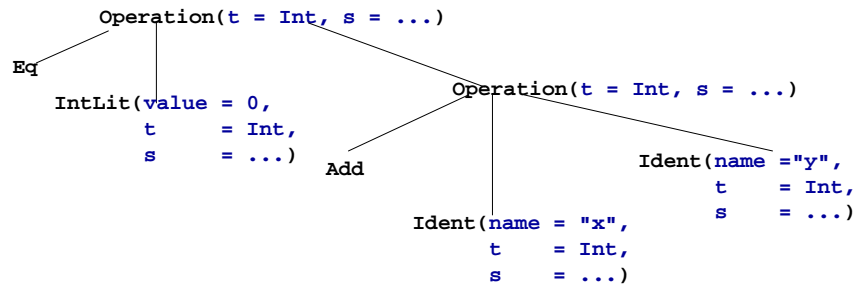 Operation(t = Int, s = ...)
Eq
IntLit(value = 0,
t = Int,
s = ...)
Operation(t = Int, s = ...)
Add
Ident(name = "x",
t = Int,
s = ...)
Ident(name ="y",
t = Int,
s = ...)